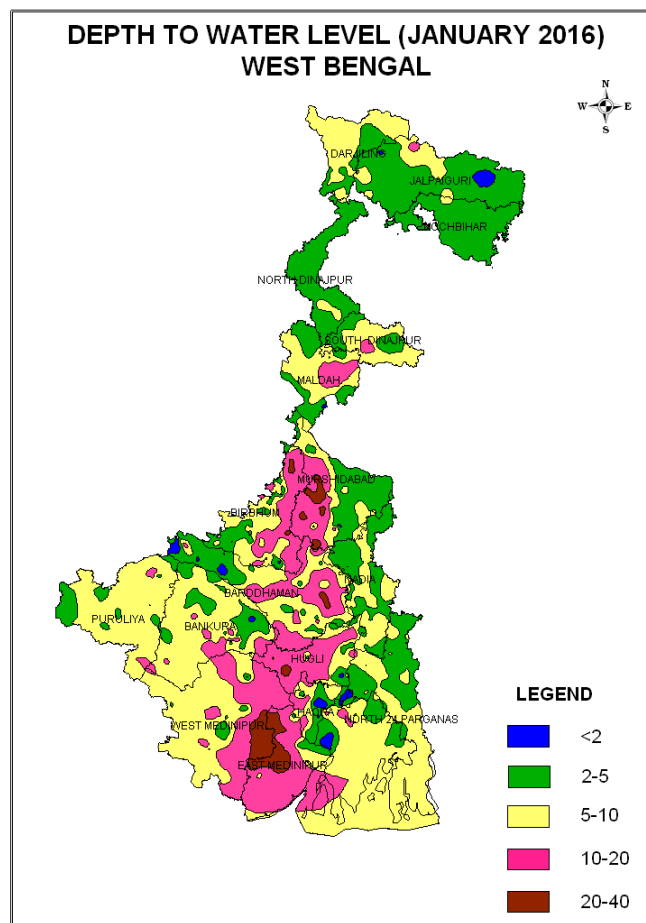 DEPTH TO WATER LEVEL (JANUARY 2016)
WEST BENGAL
N
W E
S
DARJILING
JALPAIGURI
KOCHBIHAR
NORTH DINAJPUR
SOUTH DINAJPUR
MALDAH
MURSHIDABAD
BIRBHUM
NADIA
BARDDHAMAN
PURULIYA
BANKURA
HUGLI
HAORA
WEST MEDINIPUR
NORTH 24 PARGANAS
EAST MEDINIPUR
LEGEND
<2
2-5
5-10
10-20
20-40